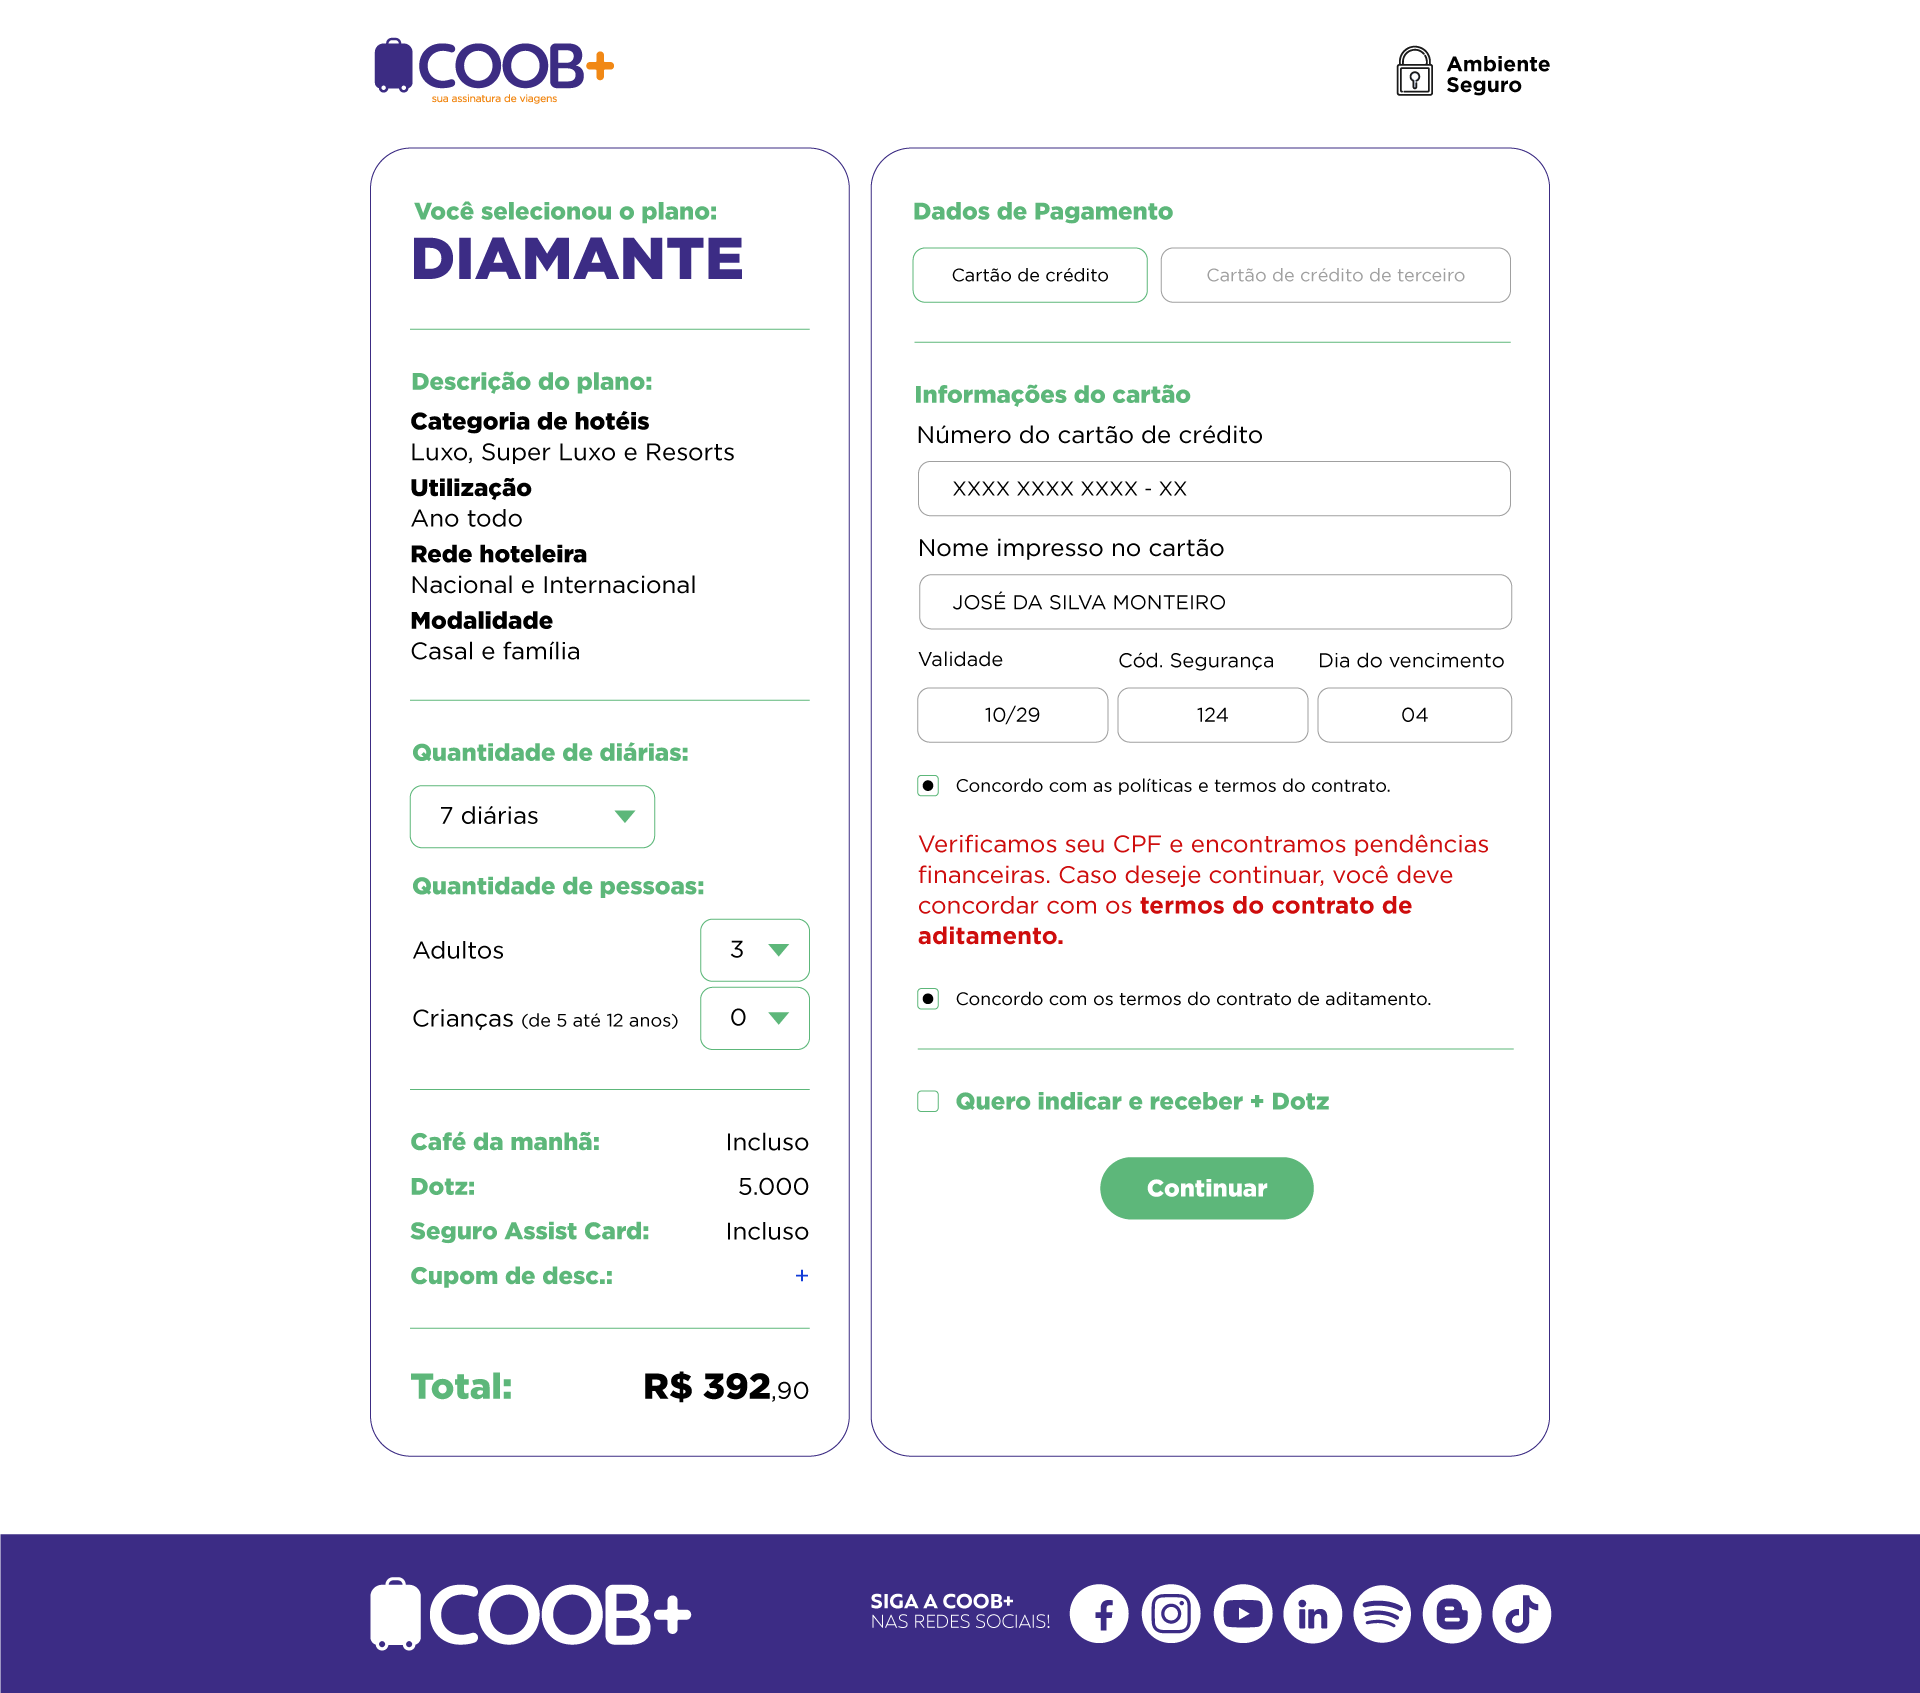 COOB+
sua assinatura de viagens
Ambiente
Seguro
Você selecionou o plano:
DIAMANTE
Descrição do plano:
Categoria de hotéis
Luxo, Super Luxo e Resorts
Utilização
Ano todo
Rede hoteleira
Nacional e Internacional
Modalidade
Casal e família
Quantidade de diárias:
7 diárias
Quantidade de pessoas:
Adultos 3
Crianças (de 5 até 12 anos) 0
Café da manhã: Incluso
Dotz: 5.000
Seguro Assist Card: Incluso
Cupom de desc.: +
Total: R$ 392,90
Dados de Pagamento
Cartão de crédito Cartão de crédito de terceiro
Informações do cartão
Número do cartão de crédito
XXXX XXXX XXXX - XX
Nome impresso no cartão
JOSÉ DA SILVA MONTEIRO
Validade Cód. Segurança Dia do vencimento
10/29 124 04
Concordo com as políticas e termos do contrato.
Verificamos seu CPF e encontramos pendências
financeiras. Caso deseje continuar, você deve
concordar com os termos do contrato de
aditamento.
Concordo com os termos do contrato de aditamento.
Quero indicar e receber + Dotz
Continuar
COOB+
SIGA A COOB+
NAS REDES SOCIAIS!